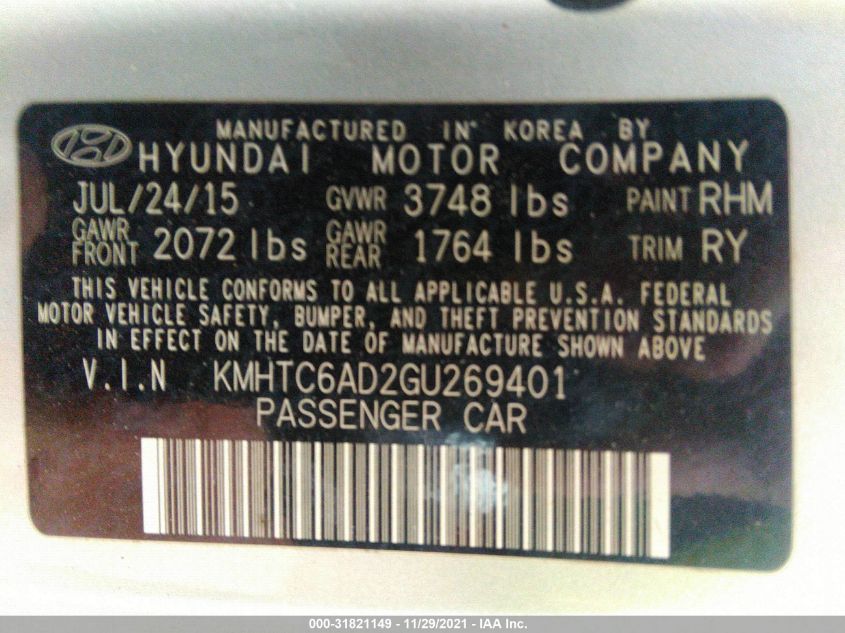 MANUFACTURED IN KOREA BY
HYUNDAI MOTOR COMPANY
JUL/24/15 GVWR 3748 lbs PAINT RHM
GAWR FRONT 2072 lbs GAWR REAR 1764 lbs TRIM RY
THIS VEHICLE CONFORMS TO ALL APPLICABLE U.S.A. FEDERAL
MOTOR VEHICLE SAFETY, BUMPER, AND THEFT PREVENTION STANDARDS
IN EFFECT ON THE DATE OF MANUFACTURE SHOWN ABOVE
V.I.N KMHTC6AD2GU269401
PASSENGER CAR
000-31821149 - 11/29/2021 - IAA Inc.